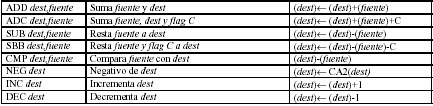 ADD dest,fuente Suma fuente y dest (dest)← (dest)+(fuente)
ADC dest,fuente Suma fuente, dest y flag C (dest)← (dest)+(fuente)+C
SUB dest,fuente Resta fuente a dest (dest)← (dest)-(fuente)
SBB dest,fuente Resta fuente y flag C a dest (dest)← (dest)-(fuente)-C
CMP dest,fuente Compara fuente con dest (dest)-(fuente)
NEG dest Negativo de dest (dest)← CA2(dest)
INC dest Incrementa dest (dest)← (dest)+1
DEC dest Decrementa dest (dest)← (dest)-1